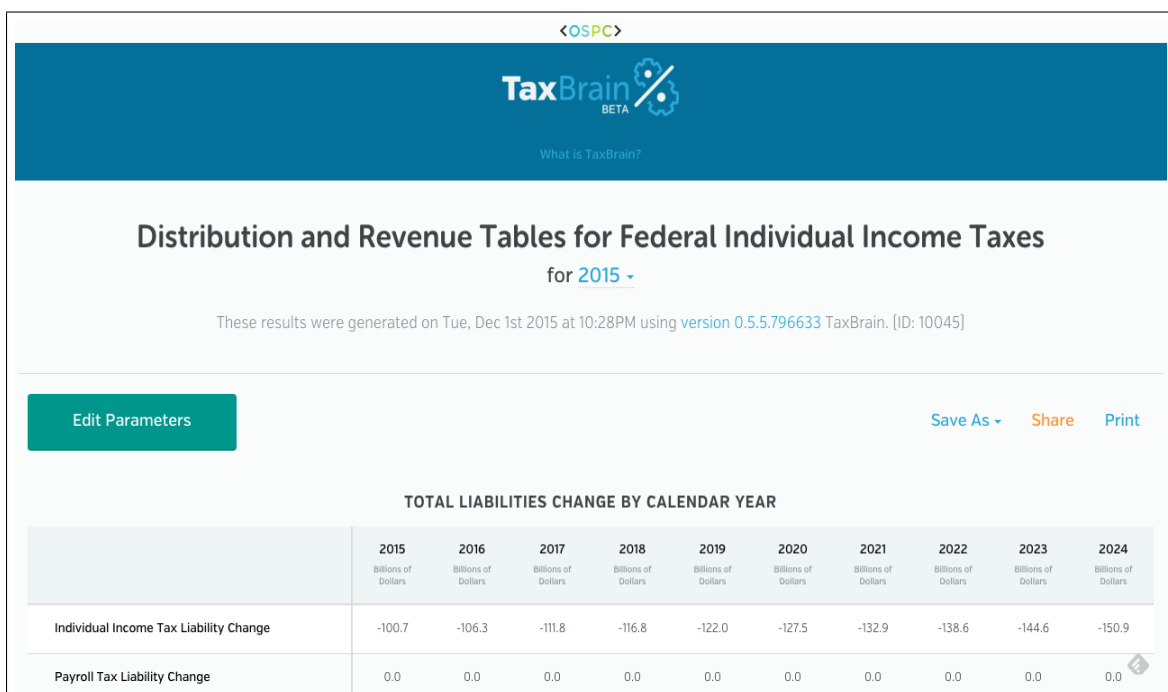 <OSPC>
TaxBrain
BETA
What is TaxBrain?
Distribution and Revenue Tables for Federal Individual Income Taxes
for 2015
These results were generated on Tue, Dec 1st 2015 at 10:28PM using version 0.5.5.796633 TaxBrain. [ID: 10045]
Edit Parameters Save As Share Print
TOTAL LIABILITIES CHANGE BY CALENDAR YEAR
2015 2016 2017 2018 2019 2020 2021 2022 2023 2024
Billions of Billions of Billions of Billions of Billions of Billions of Billions of Billions of Billions of Billions of
Dollars Dollars Dollars Dollars Dollars Dollars Dollars Dollars Dollars Dollars
Individual Income Tax Liability Change -100.7 -106.3 -111.8 -116.8 -122.0 -127.5 -132.9 -138.6 -144.6 -150.9
Payroll Tax Liability Change 0.0 0.0 0.0 0.0 0.0 0.0 0.0 0.0 0.0 0.0